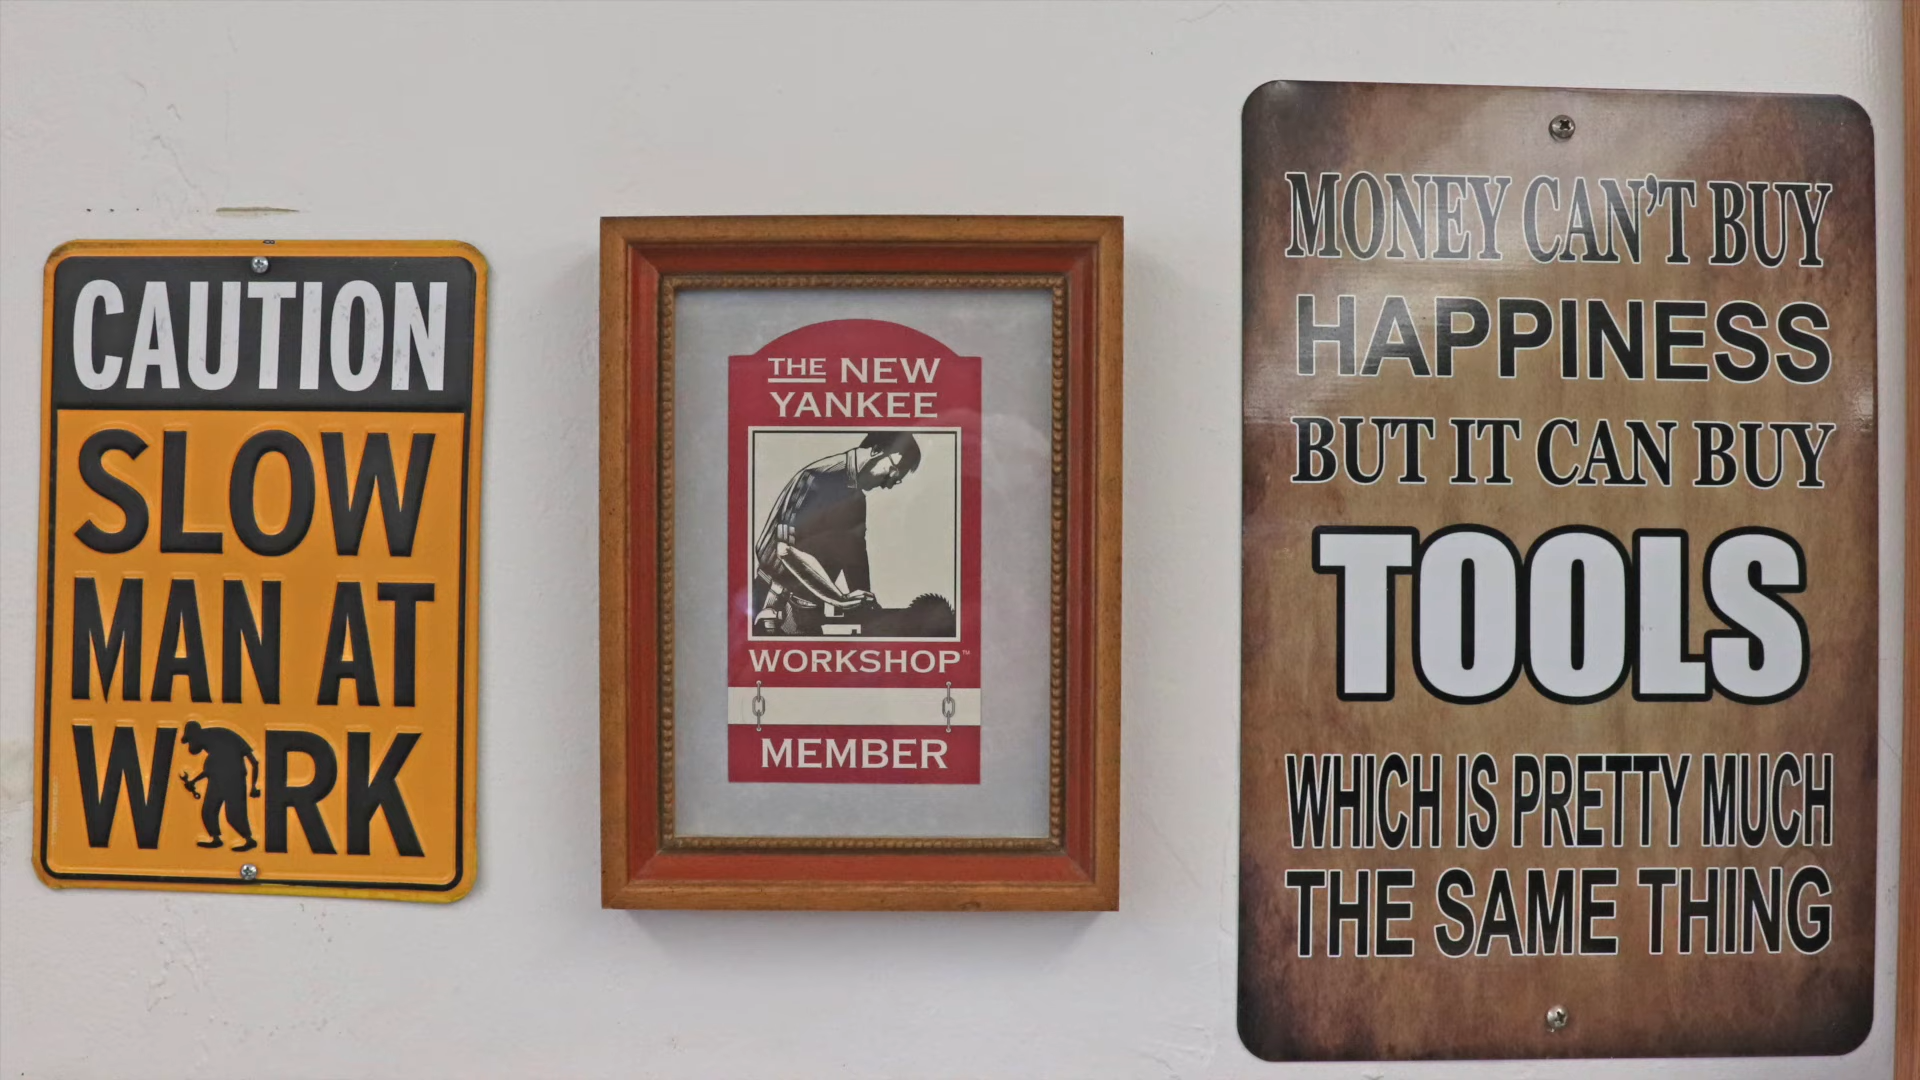 CAUTION
SLOW
MAN AT
WORK
THE NEW
YANKEE
WORKSHOP™
MEMBER
MONEY CAN'T BUY
HAPPINESS
BUT IT CAN BUY
TOOLS
WHICH IS PRETTY MUCH
THE SAME THING